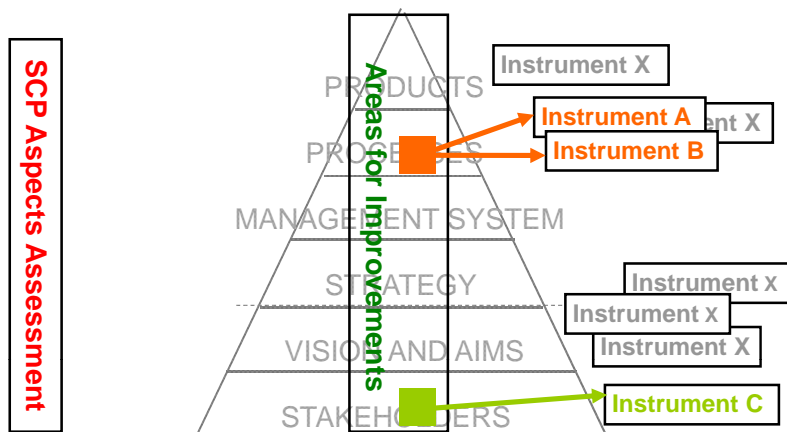 SCP Aspects Assessment
Areas for Improvements
PRODUCTS
PROCESSES
MANAGEMENT SYSTEM
STRATEGY
VISION AND AIMS
STAKEHOLDERS
Instrument X
Instrument A
ent X
Instrument B
Instrument x
Instrument x
Instrument X
Instrument C